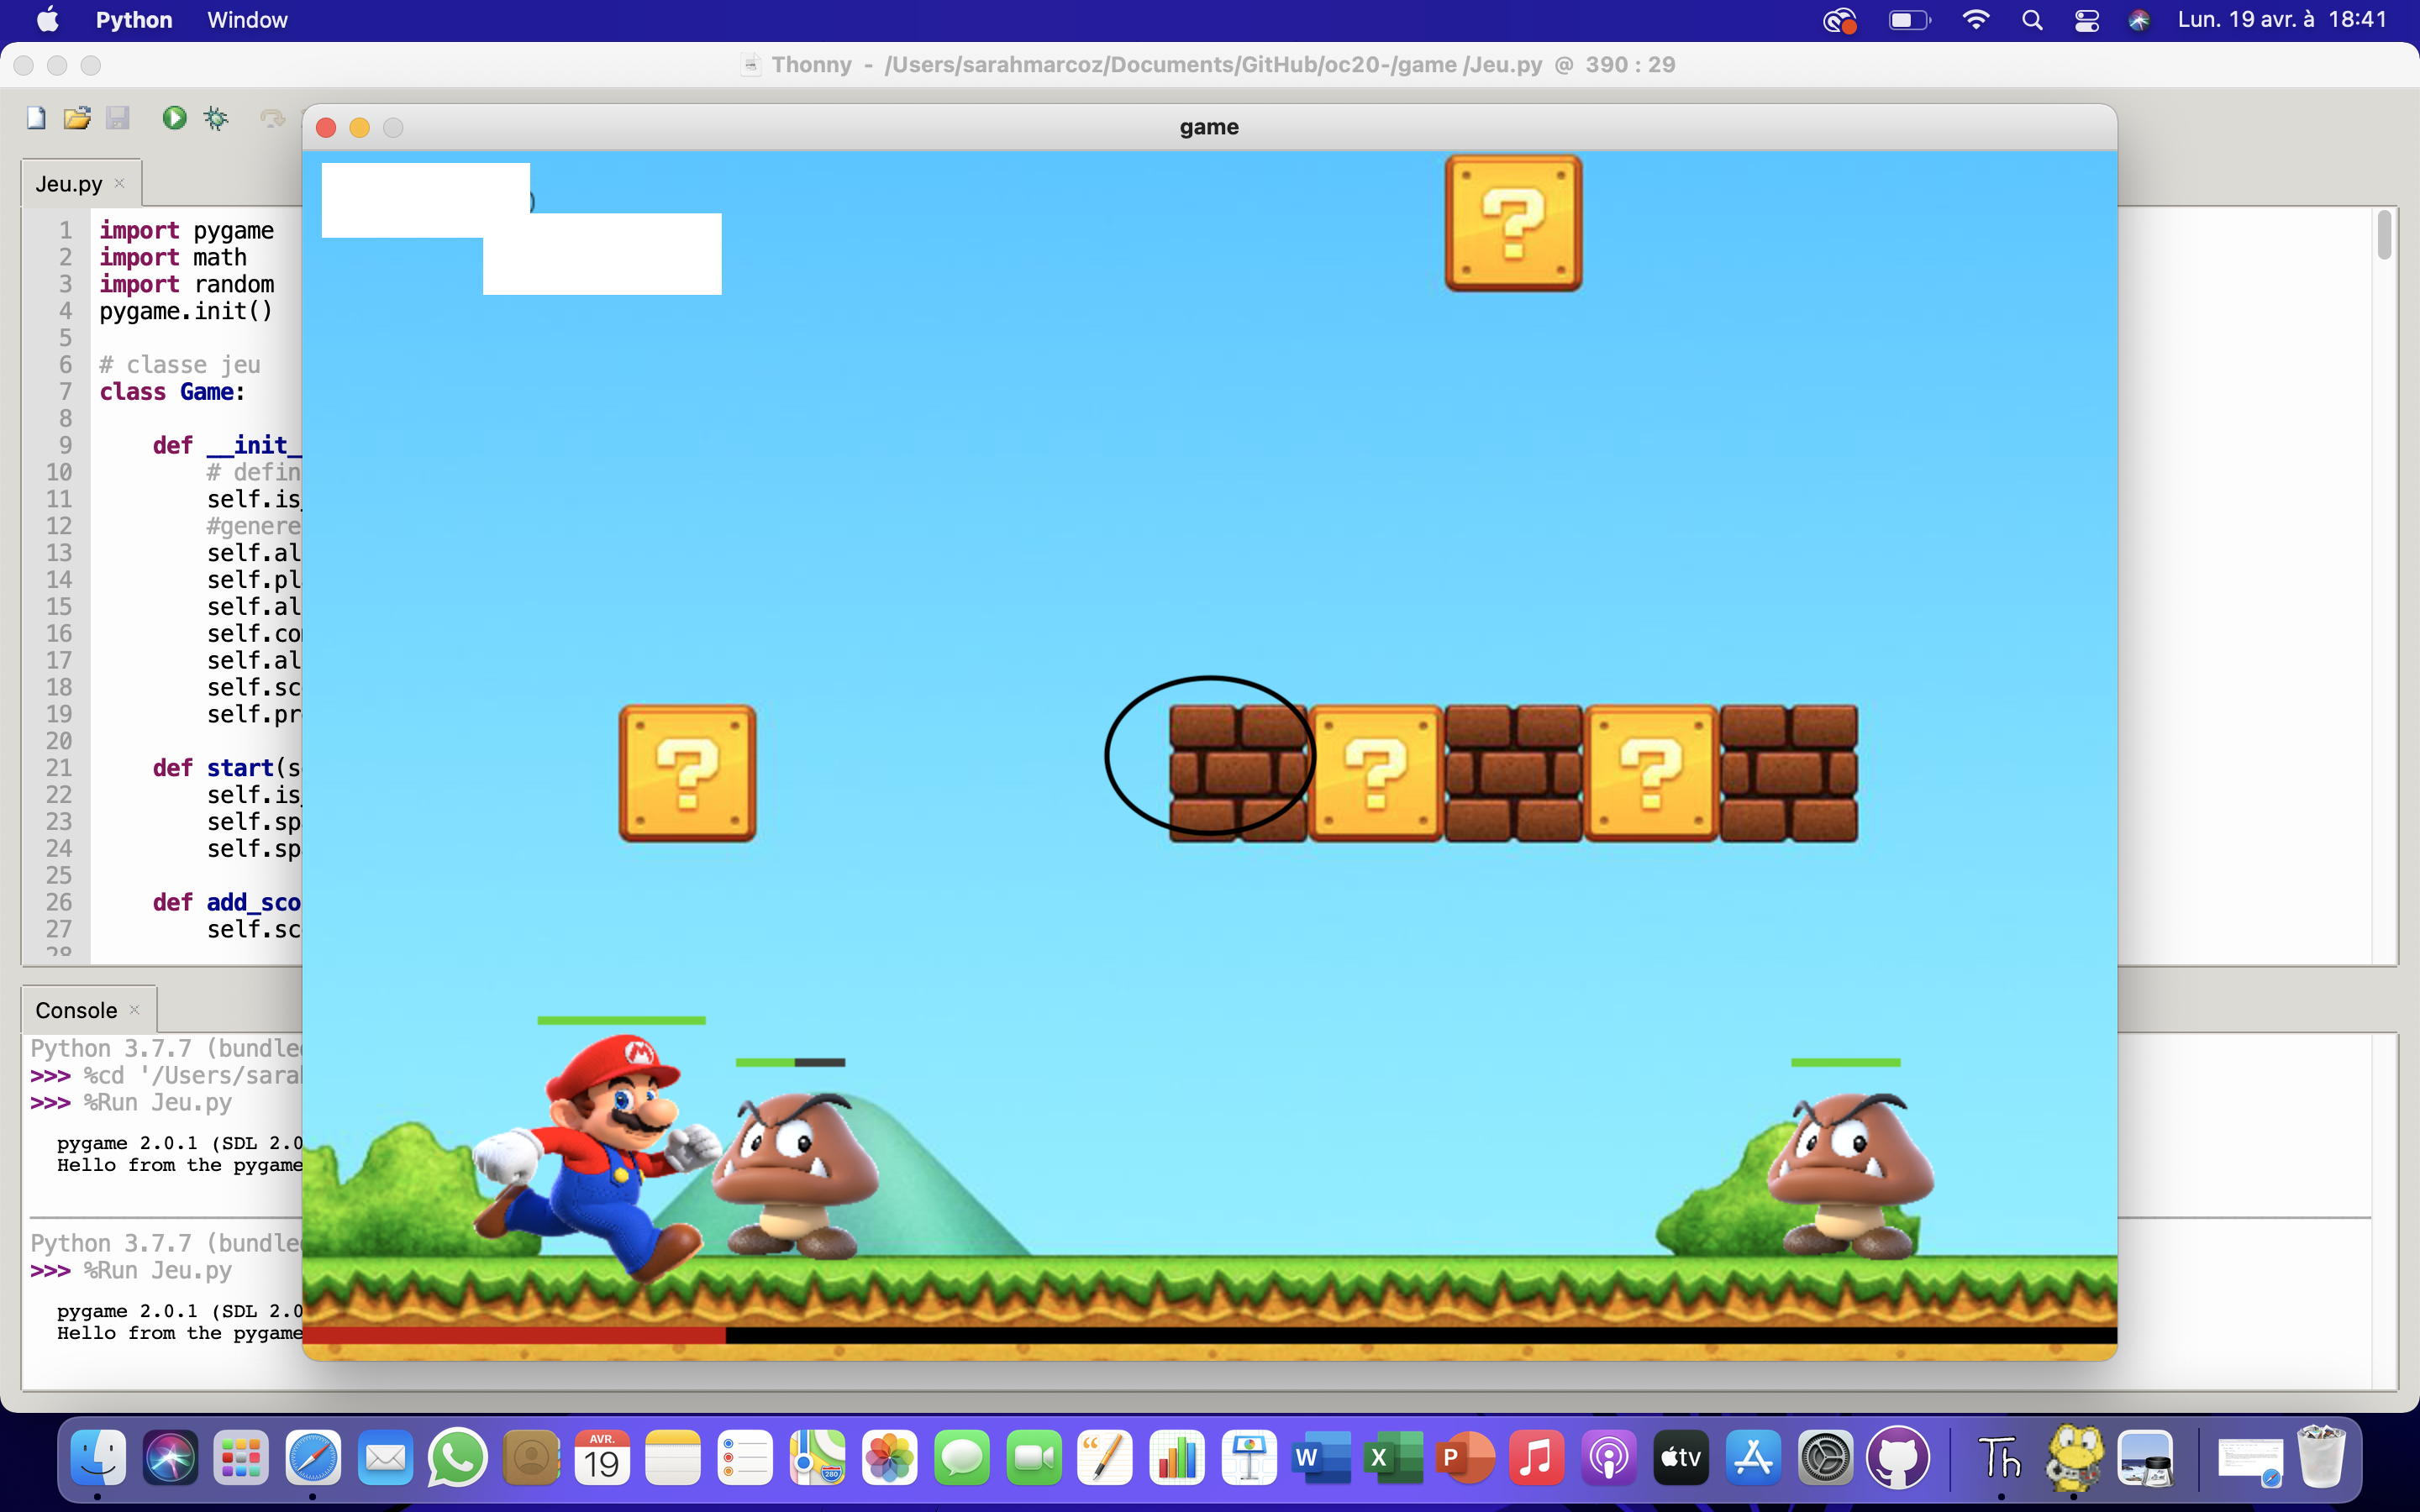 Python Window Lun. 19 avr. à 18:41
Thonny - /Users/sarahmarcoz/Documents/GitHub/oc20-/game /Jeu.py @ 390 : 29
game
Jeu.py ×
1 import pygame
2 import math
3 import random
4 pygame.init()
5
6 # classe jeu
7 class Game:
8
9 def __init_
10 # defin
11 self.is_
12 #genere
13 self.al
14 self.pl
15 self.al
16 self.co
17 self.al
18 self.sc
19 self.pr
20
21 def start(s
22 self.is_
23 self.sp
24 self.sp
25
26 def add_sco
27 self.sc
28
? 
? ? ?
M
Console ×
Python 3.7.7 (bundled
>>> %cd '/Users/sarah
>>> %Run Jeu.py
pygame 2.0.1 (SDL 2.0
Hello from the pygame
Python 3.7.7 (bundled
>>> %Run Jeu.py
pygame 2.0.1 (SDL 2.0
Hello from the pygame
AVR.
19
280
W X P tv Th